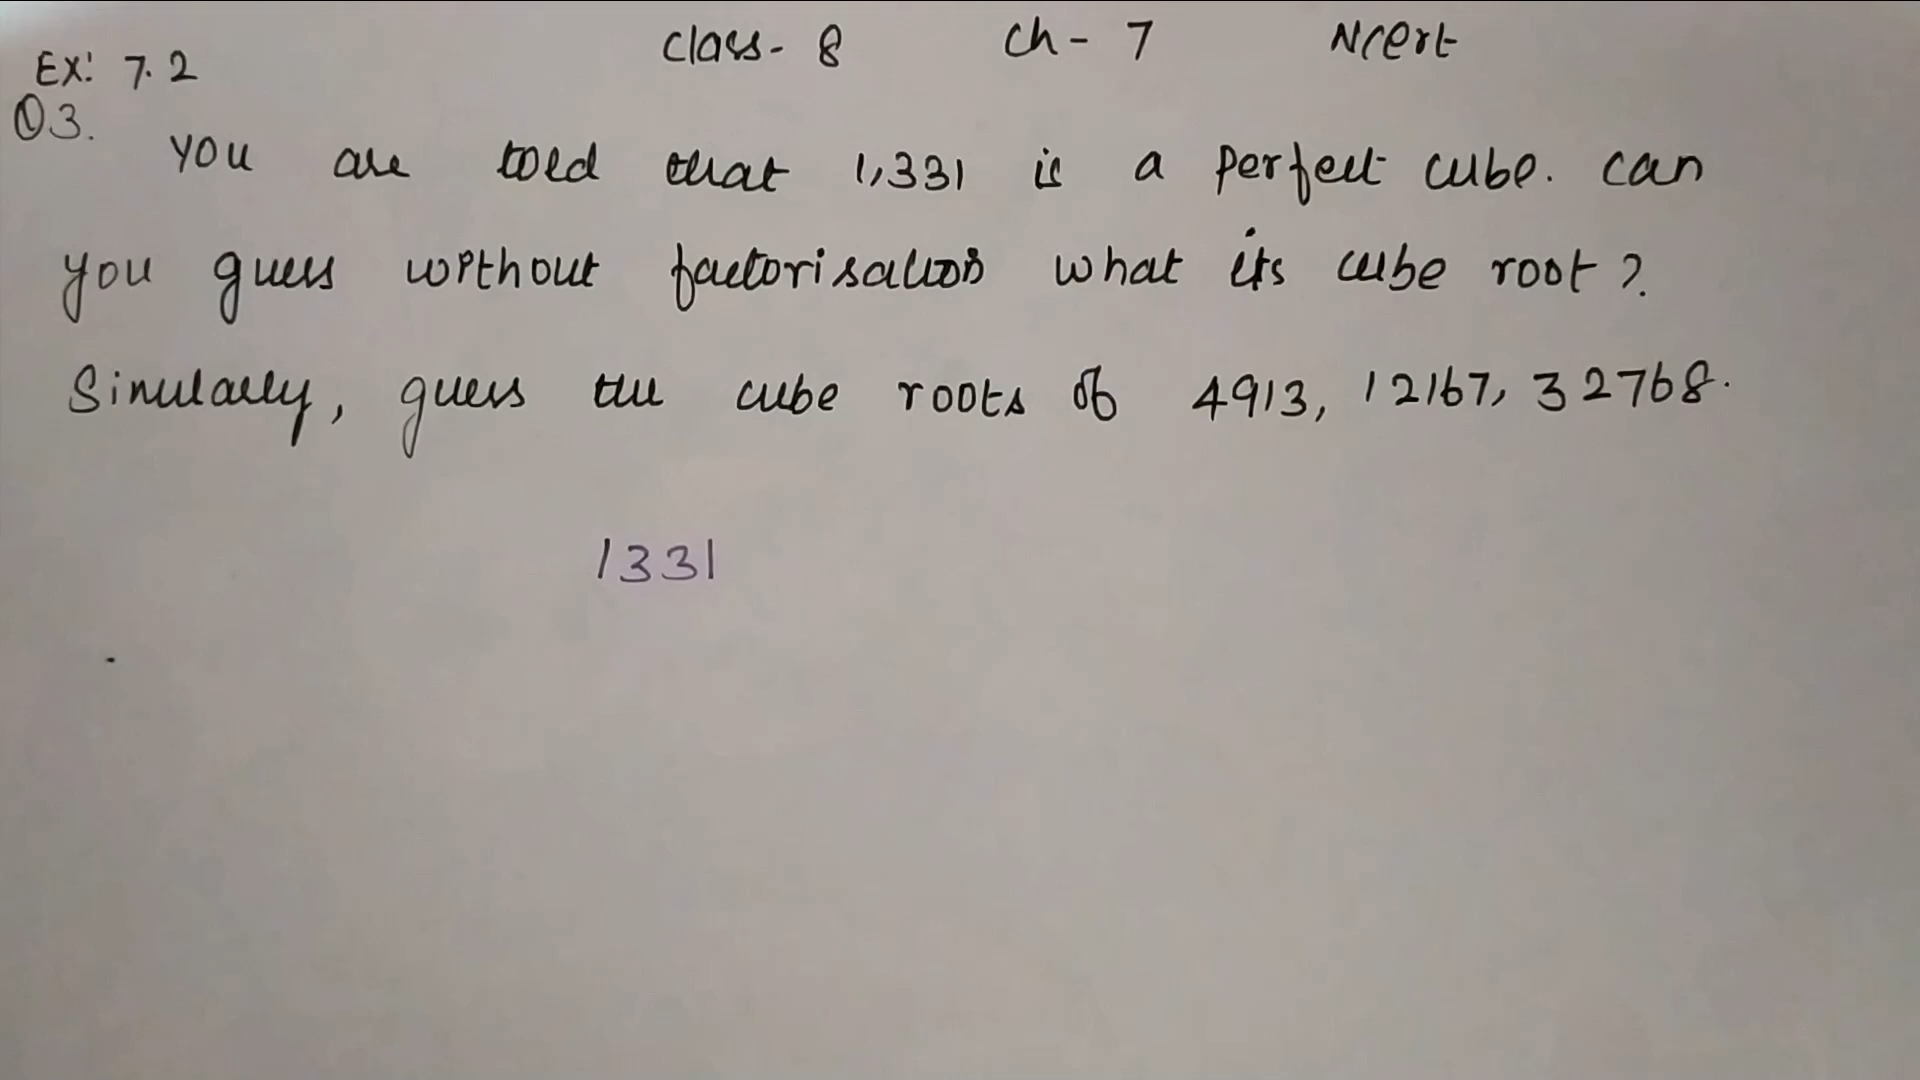 class- 8 ch- 7 Ncert
Ex: 7.2
Q3.
You are told that 1,331 is a perfect cube. can
you guess without factorisation what its cube root?
Similarly, guess the cube roots of 4913, 12167, 32768.
1331